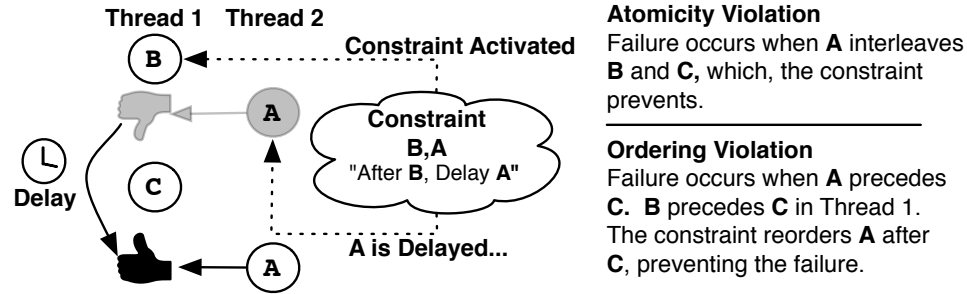 Thread 1 Thread 2
B
Constraint Activated
A
Constraint
B,A
"After B, Delay A"
Delay
C
A is Delayed...
A
Atomicity Violation
Failure occurs when A interleaves
B and C, which, the constraint
prevents.
Ordering Violation
Failure occurs when A precedes
C. B precedes C in Thread 1.
The constraint reorders A after
C, preventing the failure.